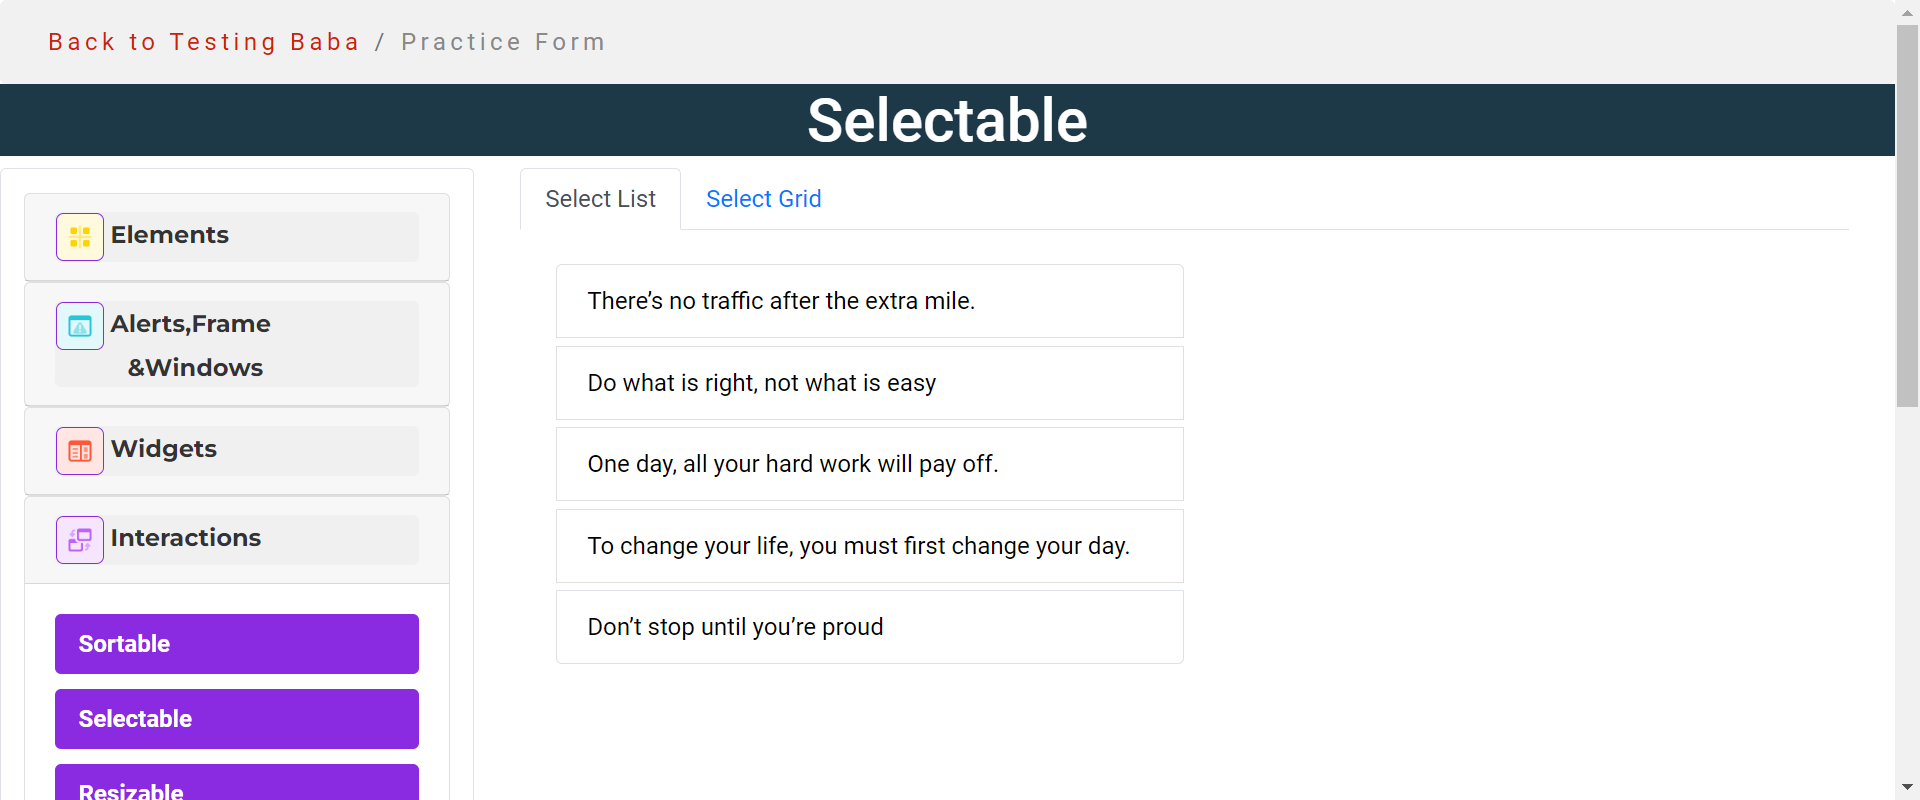 Back to Testing Baba / Practice Form
Selectable
Elements
Alerts,Frame
&Windows
Widgets
Interactions
Sortable
Selectable
Resizable
Select List
Select Grid
There’s no traffic after the extra mile.
Do what is right, not what is easy
One day, all your hard work will pay off.
To change your life, you must first change your day.
Don’t stop until you’re proud